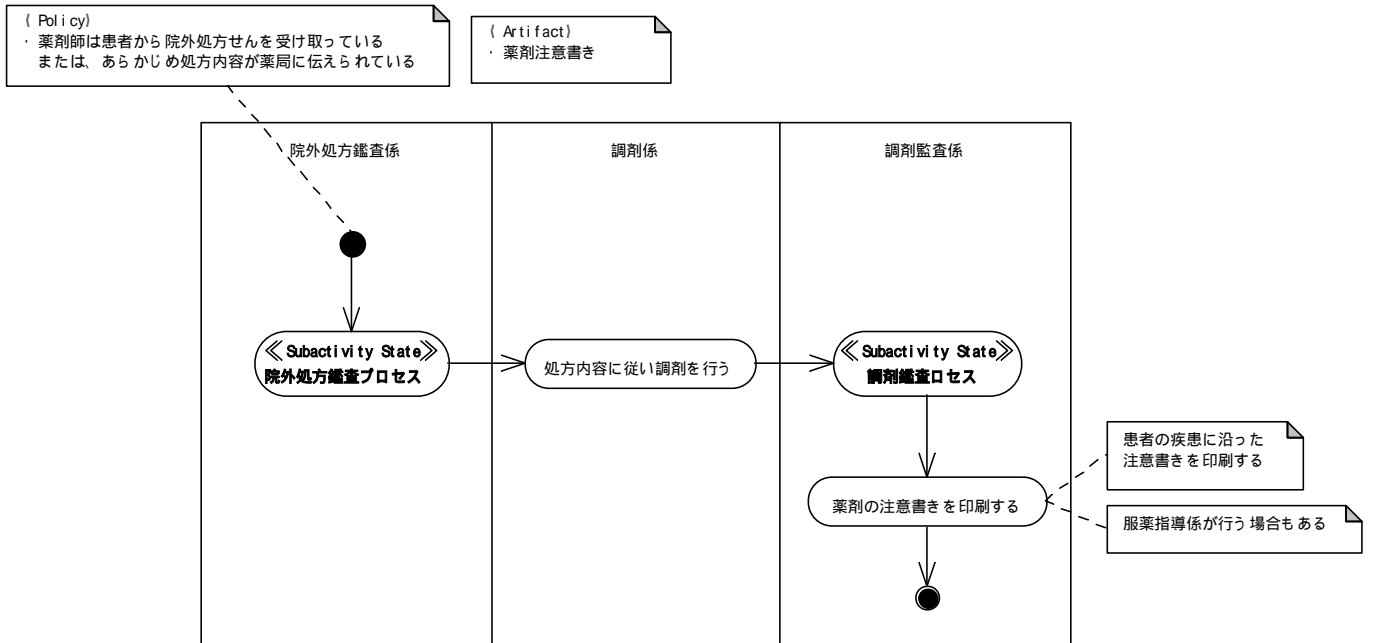 {Policy}
・薬剤師は患者から院外処方せんを受け取っている
または、あらかじめ処方内容が薬局に伝えられている
{Artifact}
・薬剤注意書き
院外処方鑑査係
調剤係
調剤監査係
≪Subactivity State≫
院外処方鑑査プロセス
処方内容に従い調剤を行う
≪Subactivity State≫
調剤鑑査ロセス
薬剤の注意書きを印刷する
患者の疾患に沿った
注意書きを印刷する
服薬指導係が行う場合もある